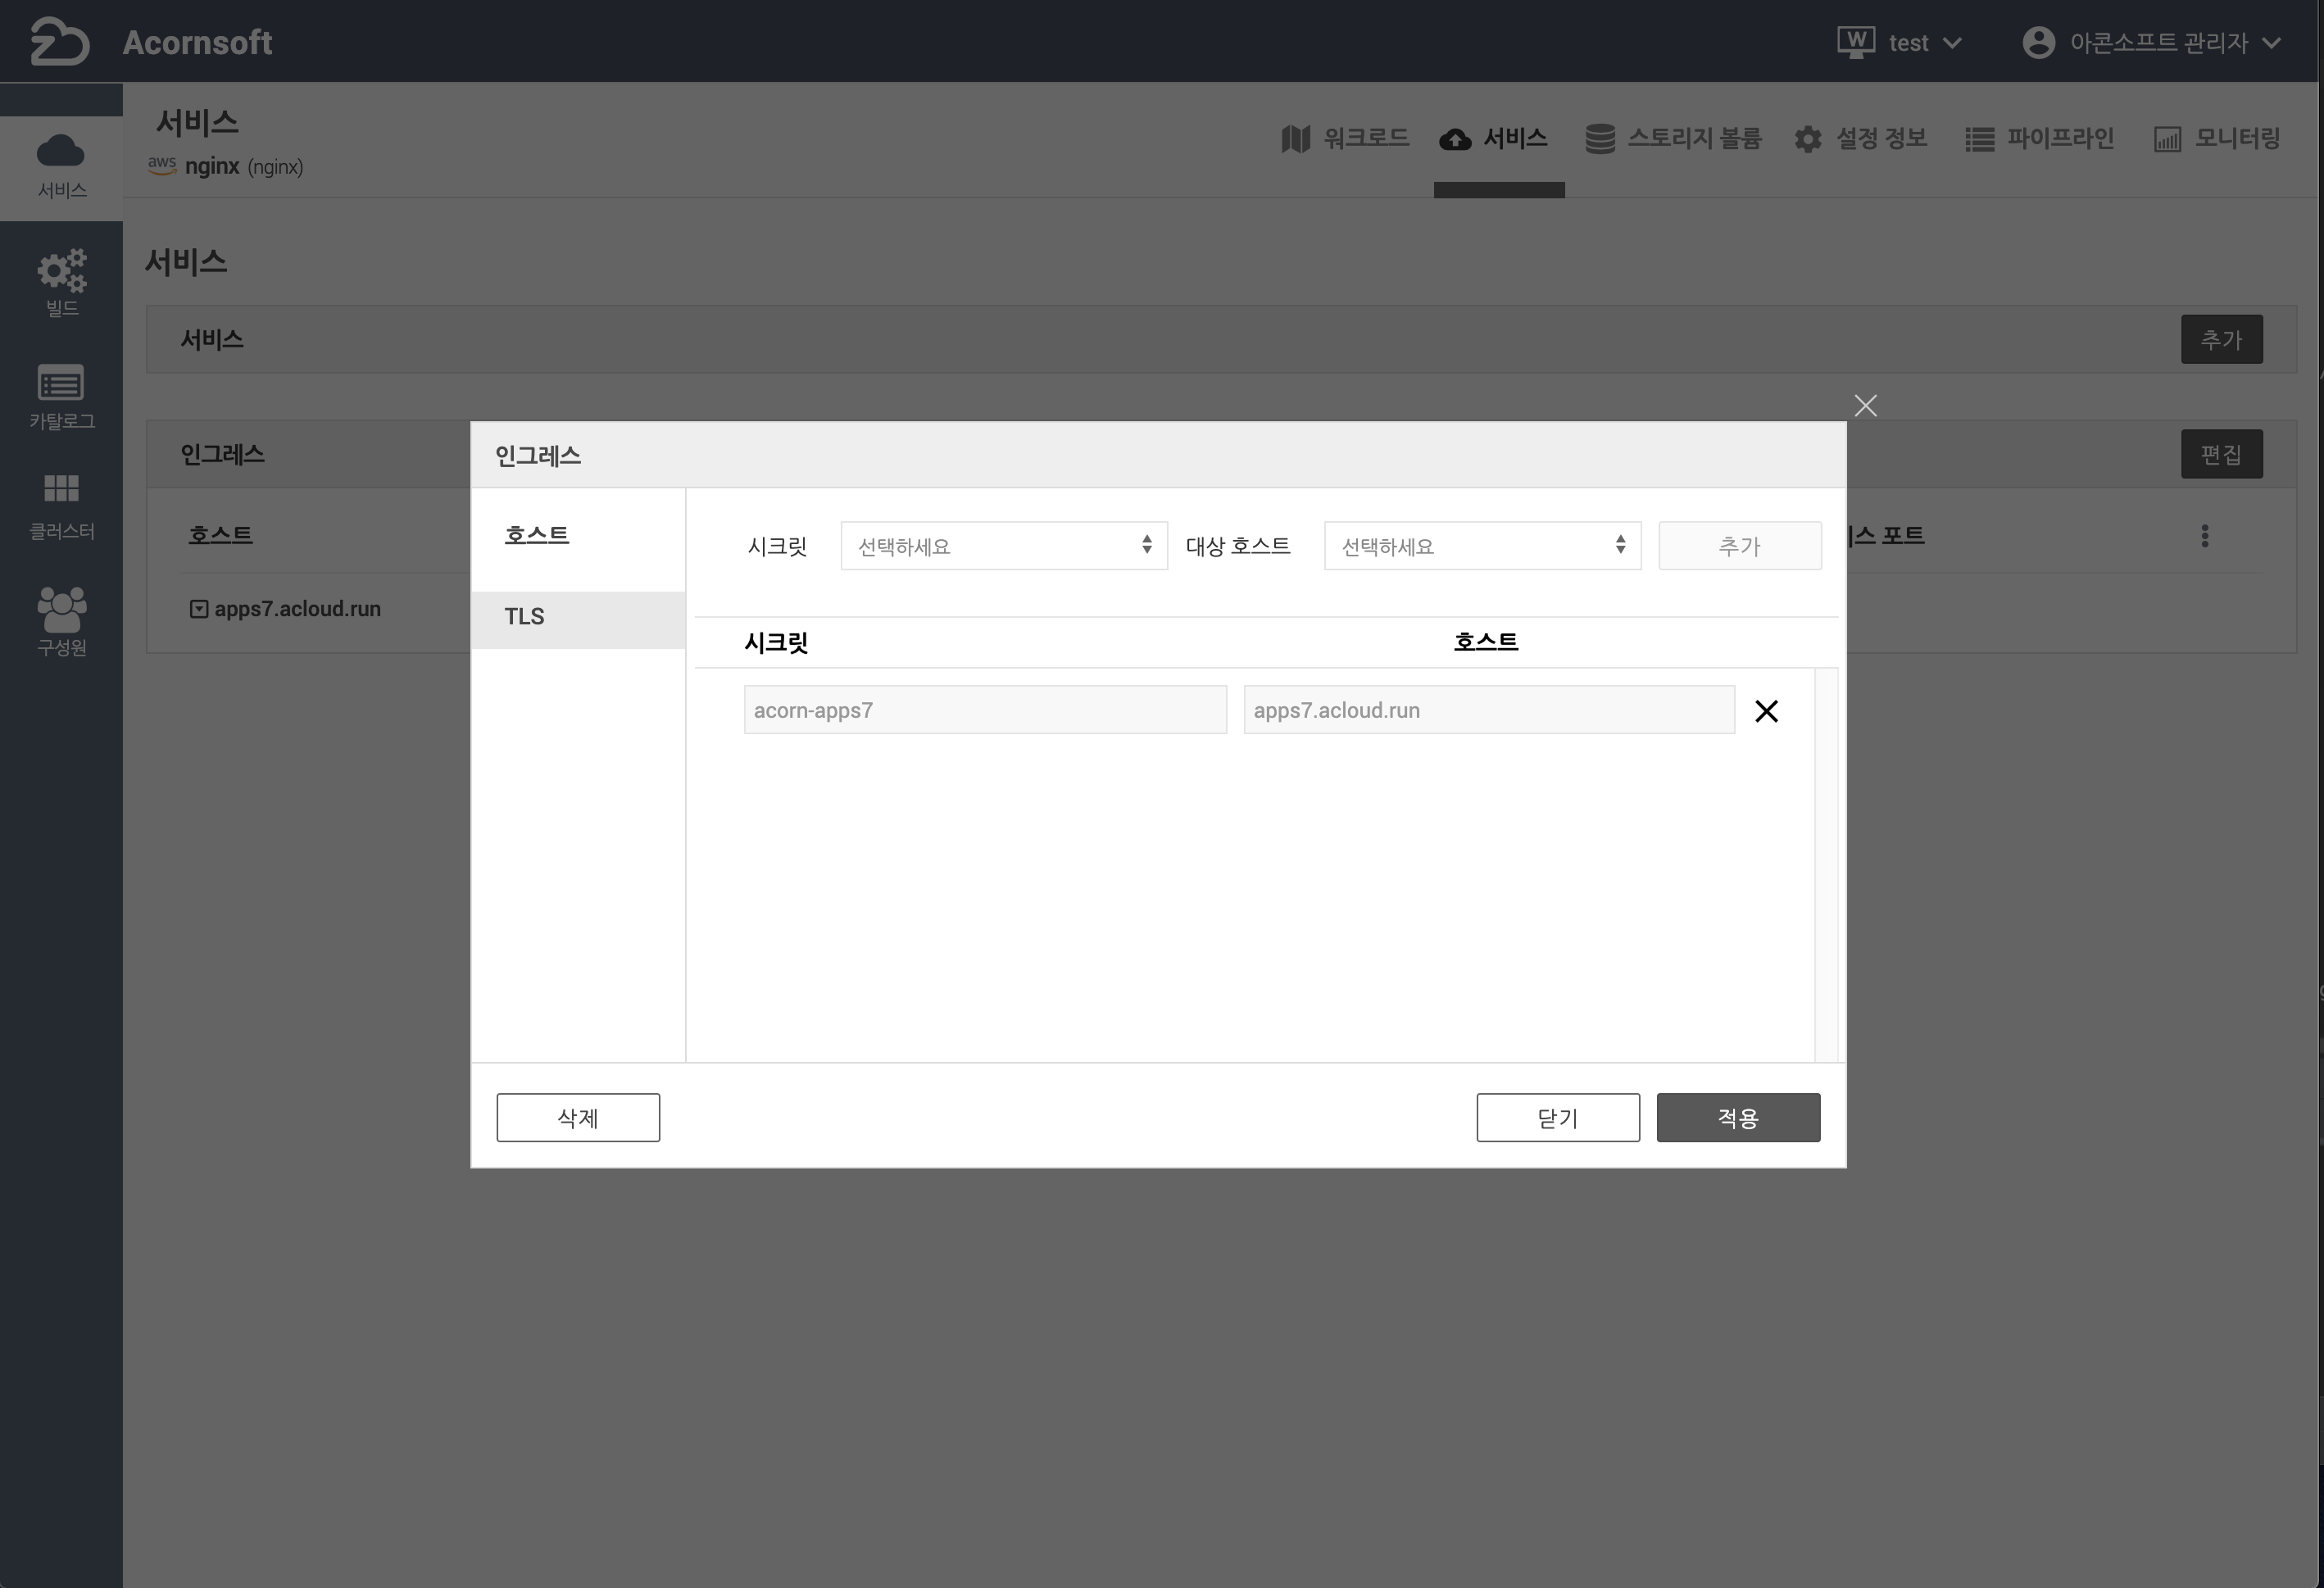 Acornsoft
W test
아콘소프트 관리자
서비스
aws nginx (nginx)
워크로드
서비스
스토리지 볼륨
설정 정보
파이프라인
모니터링
서비스
빌드
카탈로그
클러스터
구성원
서비스
서비스
추가
인그레스
편집
호스트
스 포트
apps7.acloud.run
인그레스
호스트
TLS
시크릿
선택하세요
대상 호스트
선택하세요
추가
시크릿
호스트
acorn-apps7
apps7.acloud.run
삭제
닫기
적용